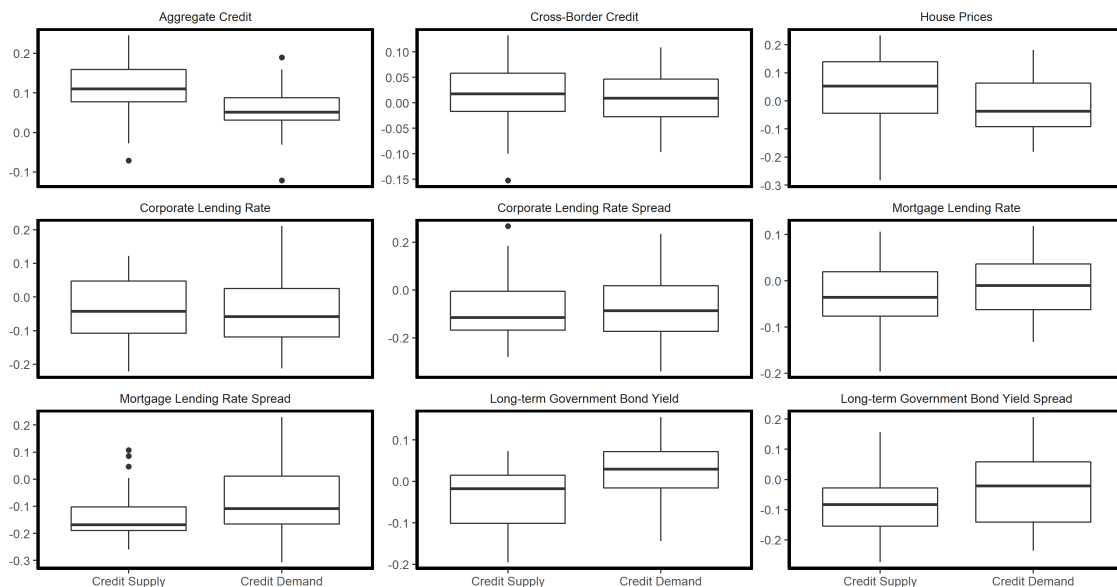 Aggregate Credit
0.2
0.1
0.0
-0.1
Cross-Border Credit
0.10
0.05
0.00
-0.05
-0.10
-0.15
House Prices
0.2
0.1
0.0
-0.1
-0.2
-0.3
Corporate Lending Rate
0.2
0.1
0.0
-0.1
-0.2
Corporate Lending Rate Spread
0.2
0.0
-0.2
Mortgage Lending Rate
0.1
0.0
-0.1
-0.2
Mortgage Lending Rate Spread
0.2
0.1
0.0
-0.1
-0.2
-0.3
Credit Supply
Credit Demand
Long-term Government Bond Yield
0.1
0.0
-0.1
-0.2
Credit Supply
Credit Demand
Long-term Government Bond Yield Spread
0.2
0.1
0.0
-0.1
-0.2
Credit Supply
Credit Demand